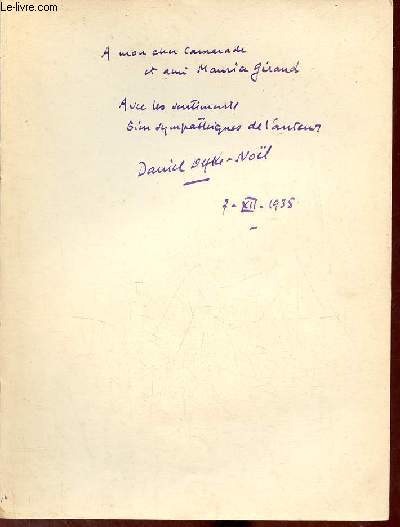 Le-livre.com
A mon cher Camarade
et ami Maurice Giraud
Avec les sentiments
bien sympathiques de l'auteur
Daniel -Noël
7-XII-1935